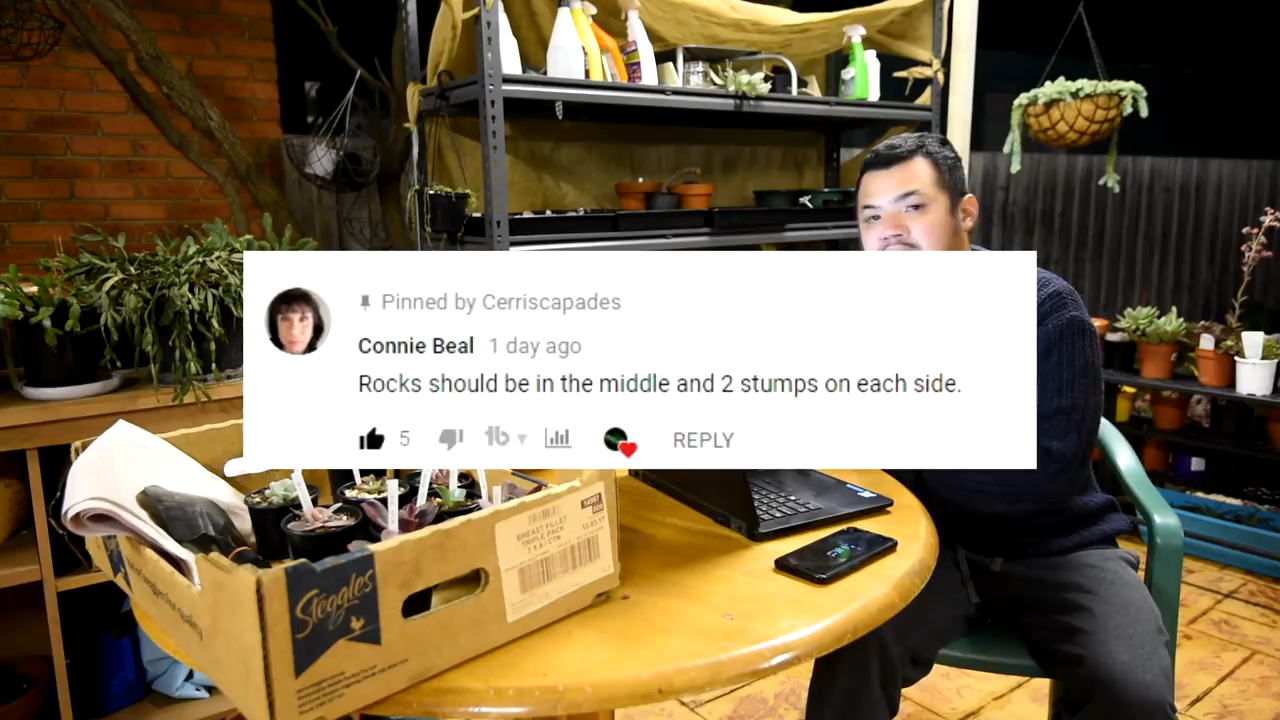 Pinned by Cerriscapades
Connie Beal 1 day ago
Rocks should be in the middle and 2 stumps on each side.
5
REPLY
BREAST FILLET
TRIPLE PACK
Steggles